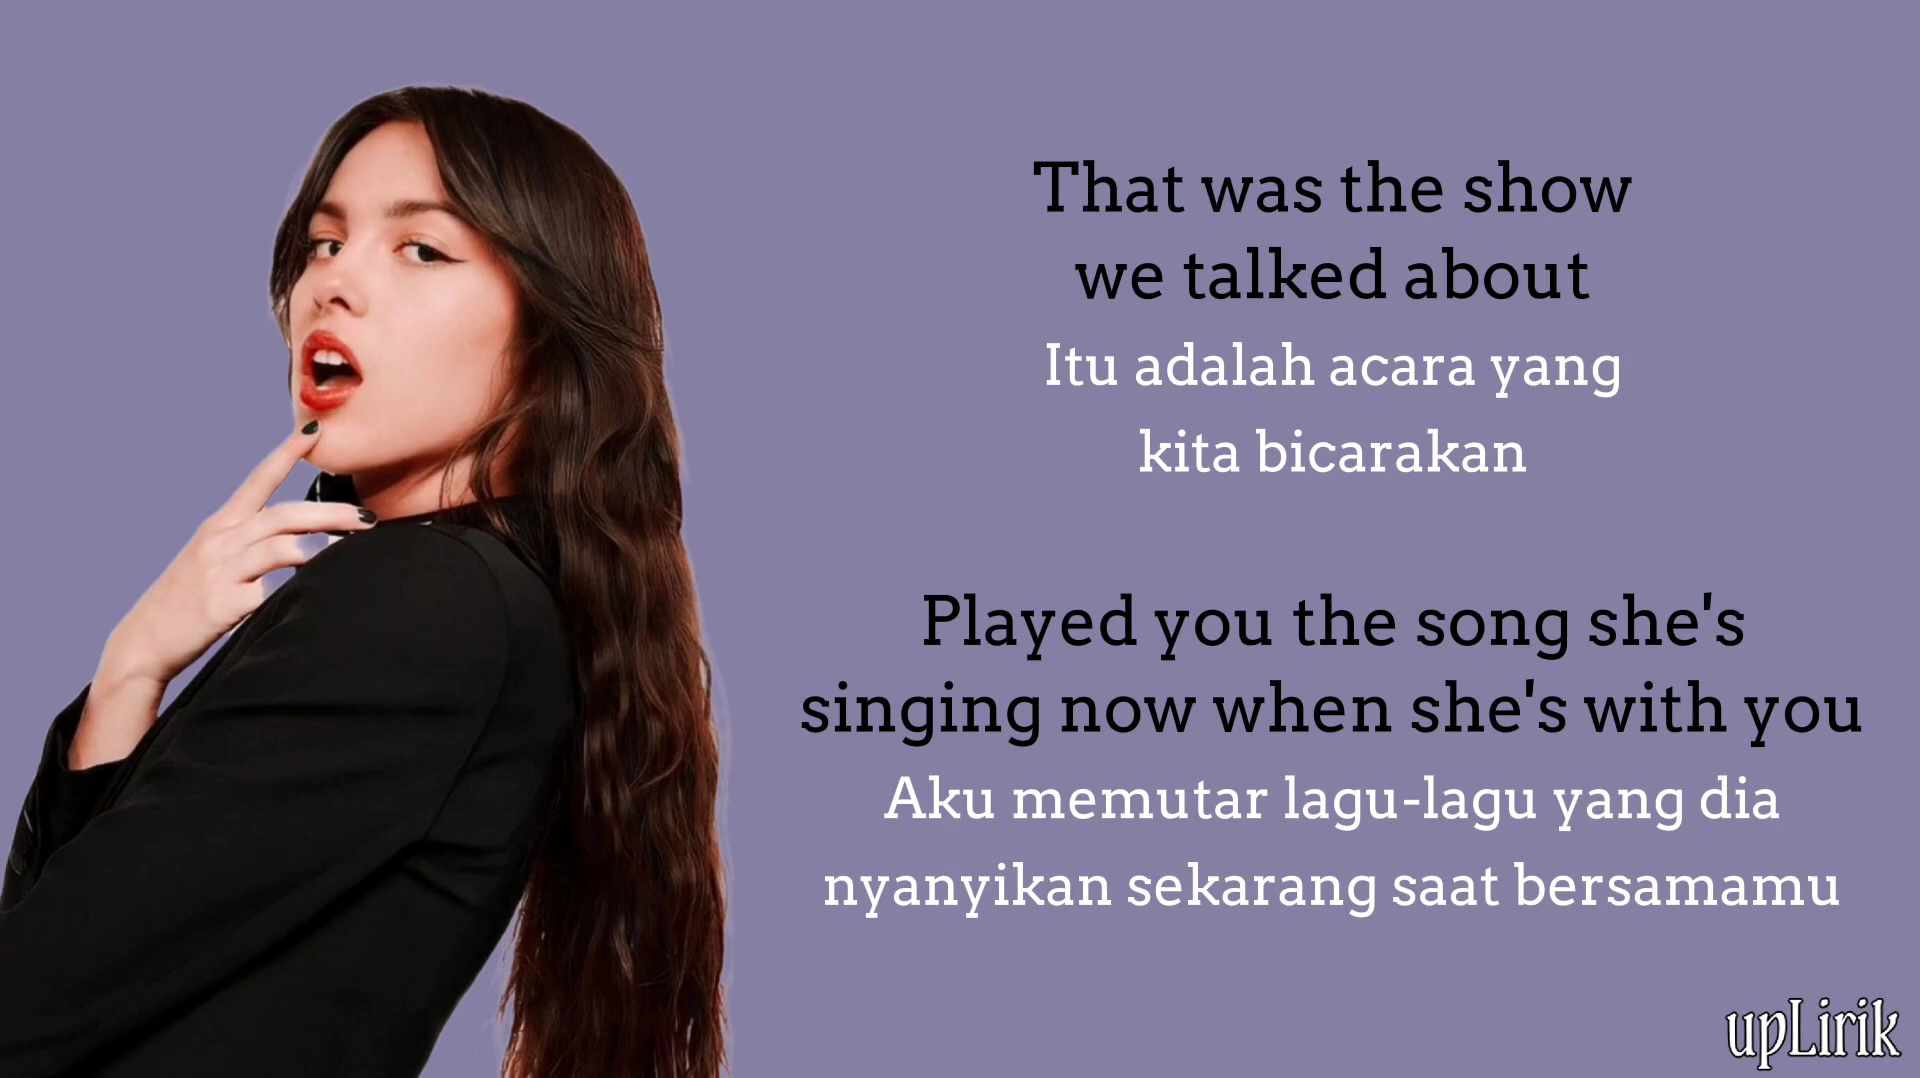 That was the show
we talked about
Itu adalah acara yang
kita bicarakan
Played you the song she's
singing now when she's with you
Aku memutar lagu-lagu yang dia
nyanyikan sekarang saat bersamamu
upLirik